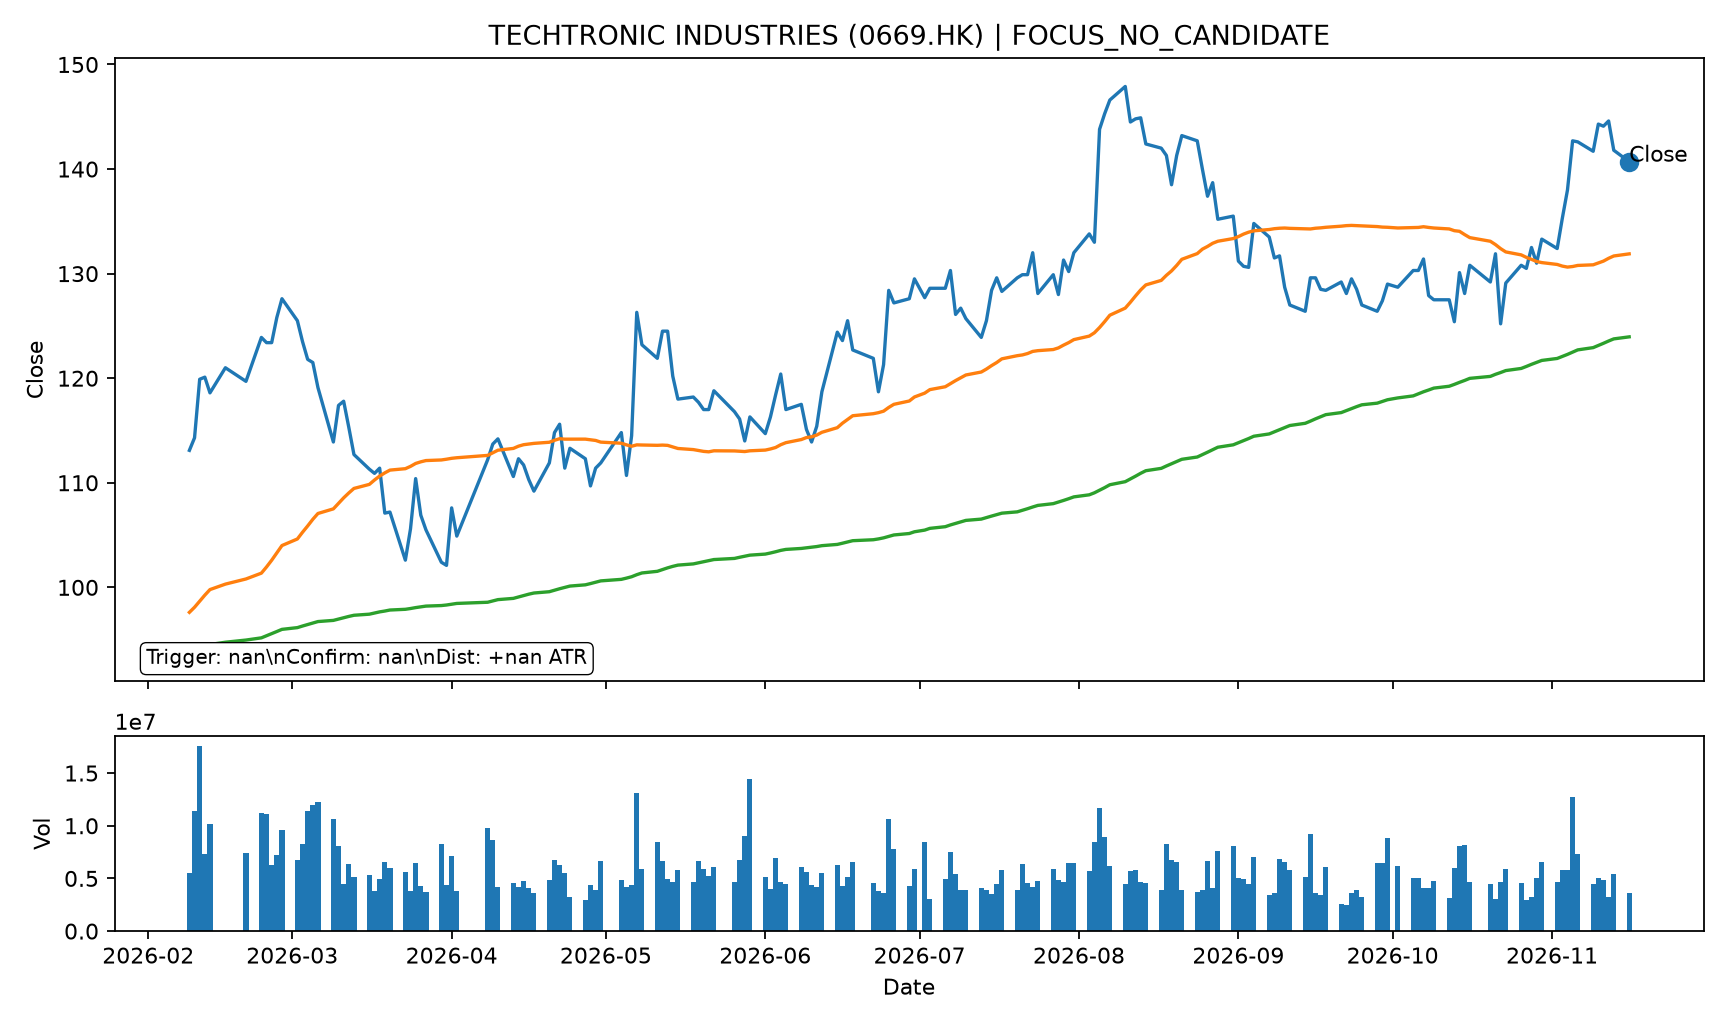 TECHTRONIC INDUSTRIES (0669.HK) | FOCUS_NO_CANDIDATE
150
140
130
120
110
100
Close
Close
Trigger: nan\nConfirm: nan\nDist: +nan ATR
1e7
1.5
1.0
0.5
0.0
Vol
2026-02 2026-03 2026-04 2026-05 2026-06 2026-07 2026-08 2026-09 2026-10 2026-11
Date